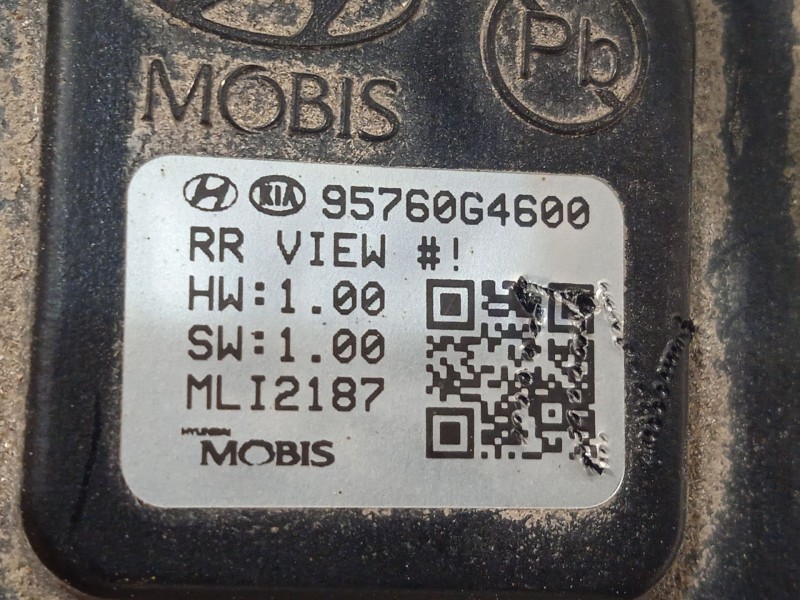 MOBIS
Pb
KIA 95760G4600
RR VIEW #!
HW:1.00
SW:1.00
MLI2187
HYUNDAI
MOBIS